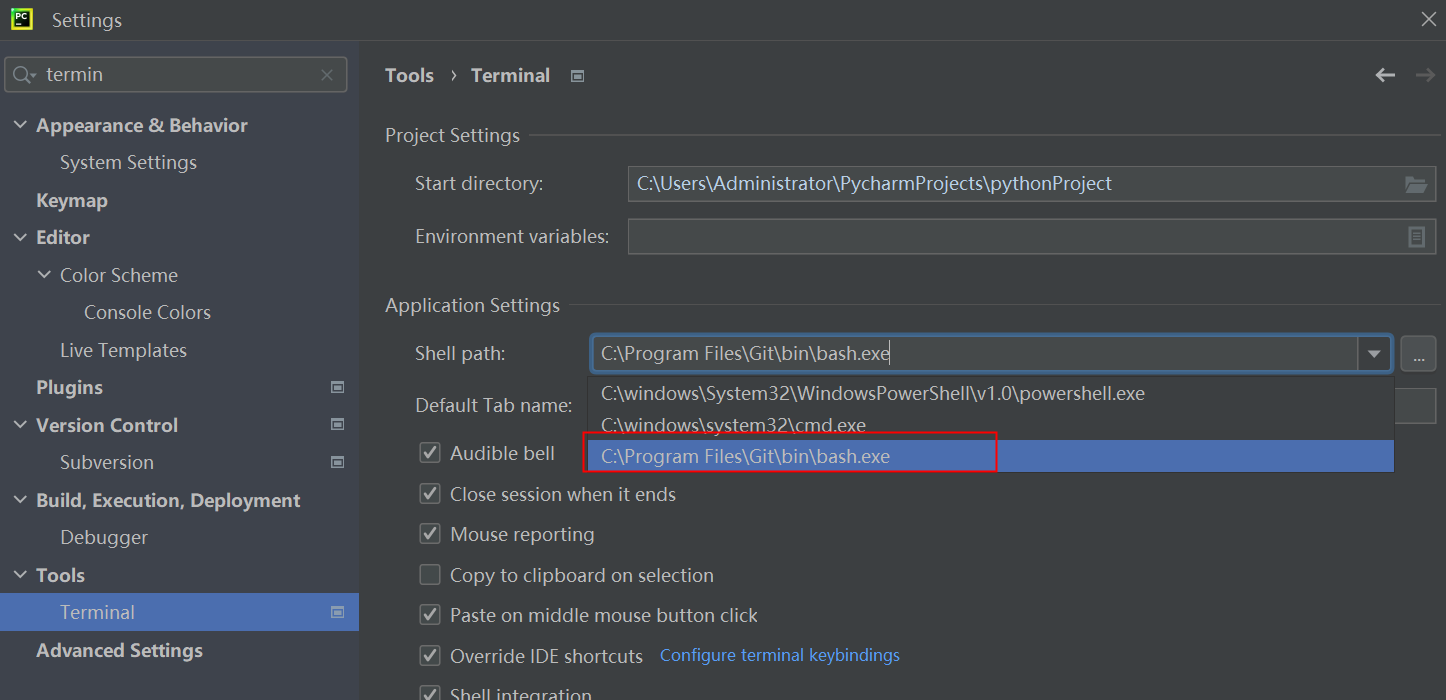 PC
Settings
termin
Appearance & Behavior
System Settings
Keymap
Editor
Color Scheme
Console Colors
Live Templates
Plugins
Version Control
Subversion
Build, Execution, Deployment
Debugger
Tools
Terminal
Advanced Settings
Tools › Terminal
Project Settings
Start directory: C:\Users\Administrator\PycharmProjects\pythonProject
Environment variables:
Application Settings
Shell path: C:\Program Files\Git\bin\bash.exe ...
C:\windows\System32\WindowsPowerShell\v1.0\powershell.exe
Default Tab name:
C:\windows\system32\cmd.exe
C:\Program Files\Git\bin\bash.exe
Audible bell
Close session when it ends
Mouse reporting
Copy to clipboard on selection
Paste on middle mouse button click
Override IDE shortcuts Configure terminal keybindings
Shell integration